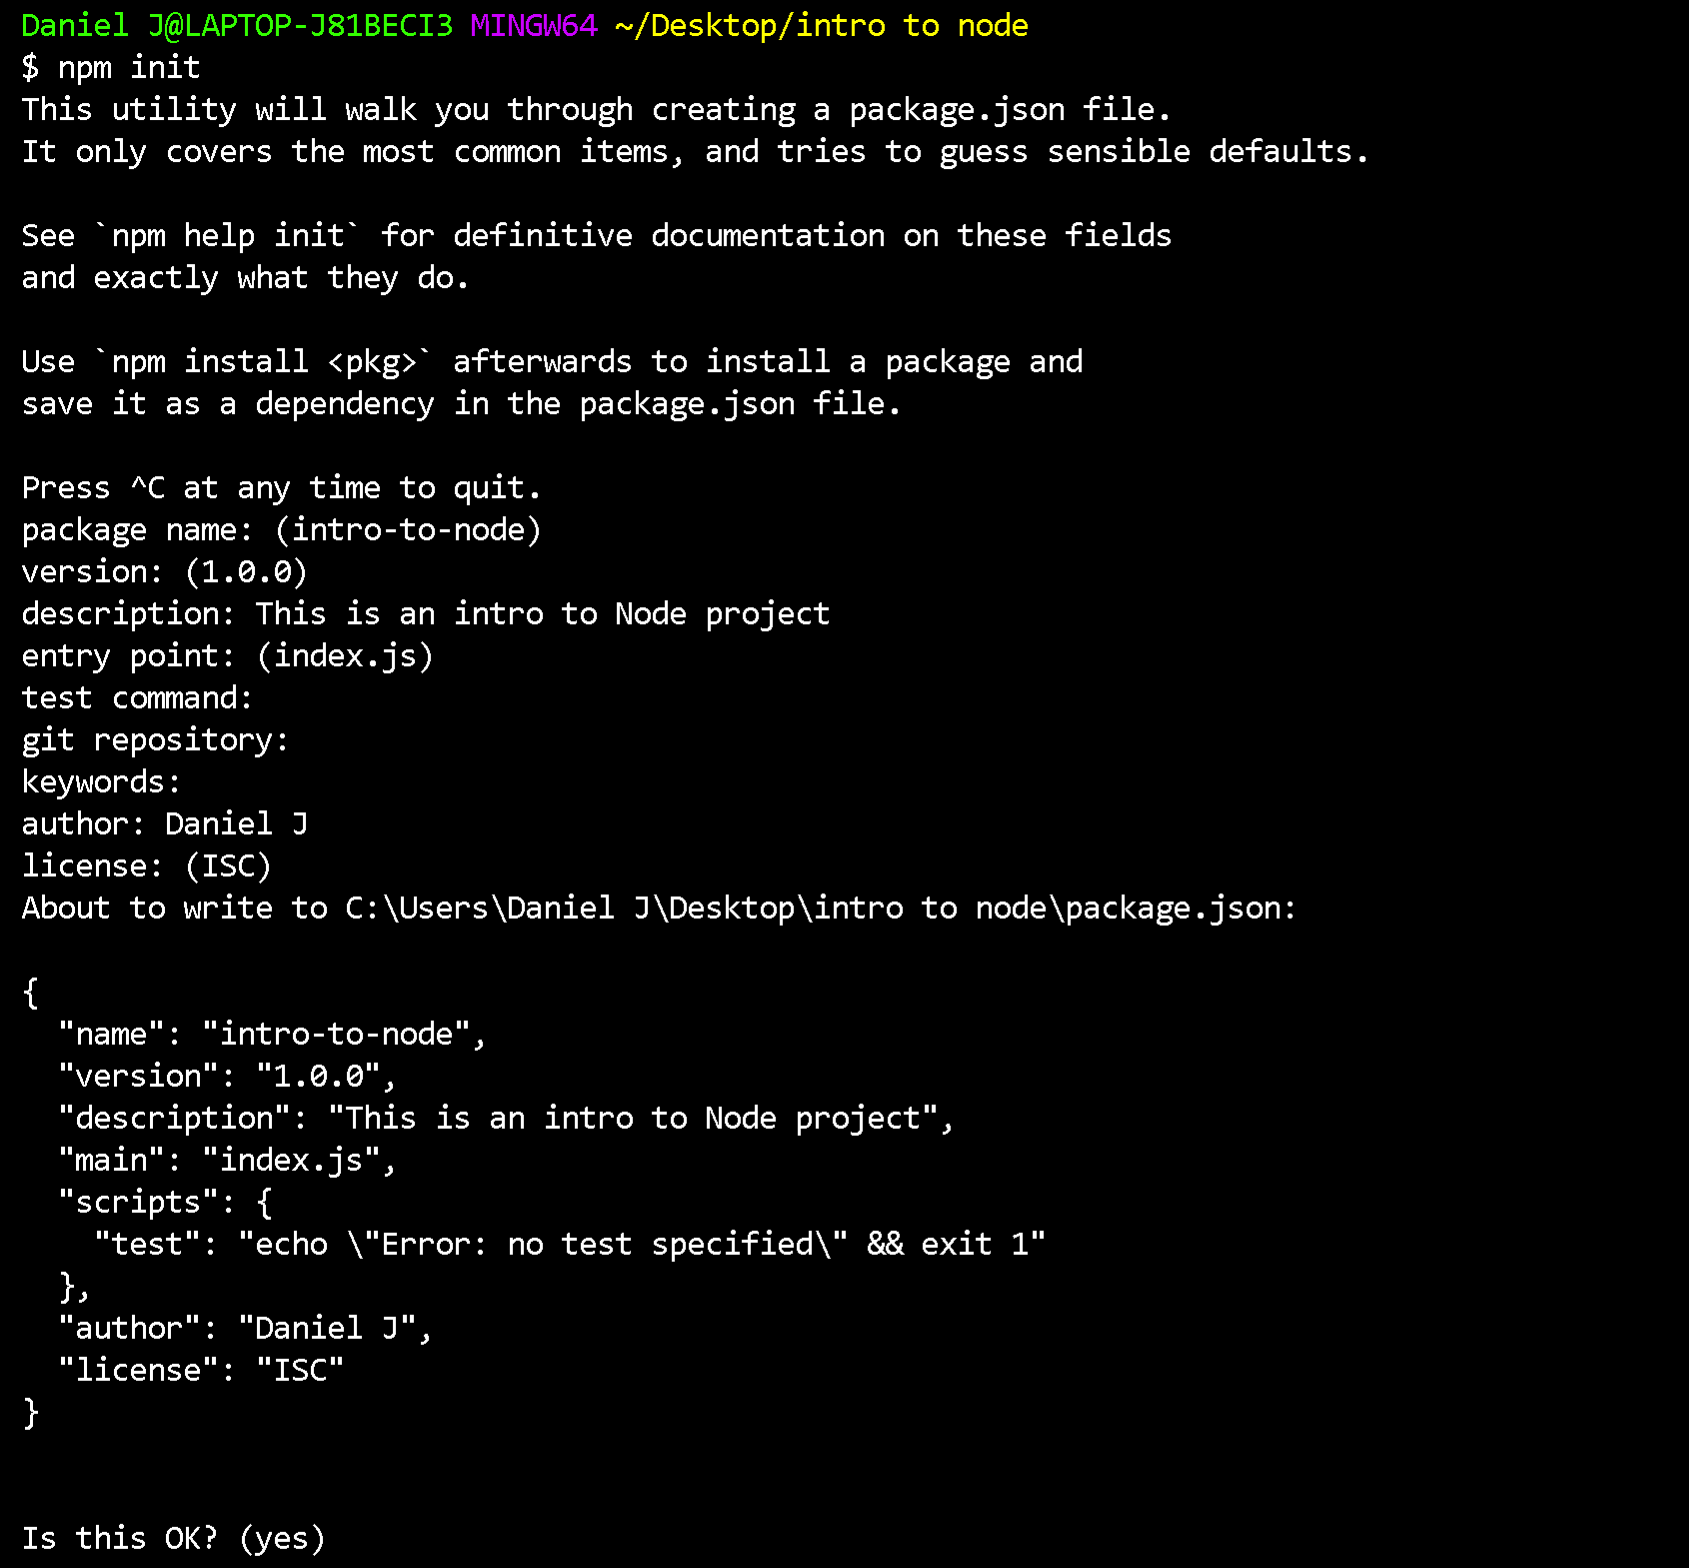 Daniel J@LAPTOP-J81BECI3 MINGW64 ~/Desktop/intro to node
$ npm init
This utility will walk you through creating a package.json file.
It only covers the most common items, and tries to guess sensible defaults.
See `npm help init` for definitive documentation on these fields
and exactly what they do.
Use `npm install <pkg>` afterwards to install a package and
save it as a dependency in the package.json file.
Press ^C at any time to quit.
package name: (intro-to-node)
version: (1.0.0)
description: This is an intro to Node project
entry point: (index.js)
test command:
git repository:
keywords:
author: Daniel J
license: (ISC)
About to write to C:\Users\Daniel J\Desktop\intro to node\package.json:
{
  "name": "intro-to-node",
  "version": "1.0.0",
  "description": "This is an intro to Node project",
  "main": "index.js",
  "scripts": {
    "test": "echo \"Error: no test specified\" && exit 1"
  },
  "author": "Daniel J",
  "license": "ISC"
}
Is this OK? (yes)